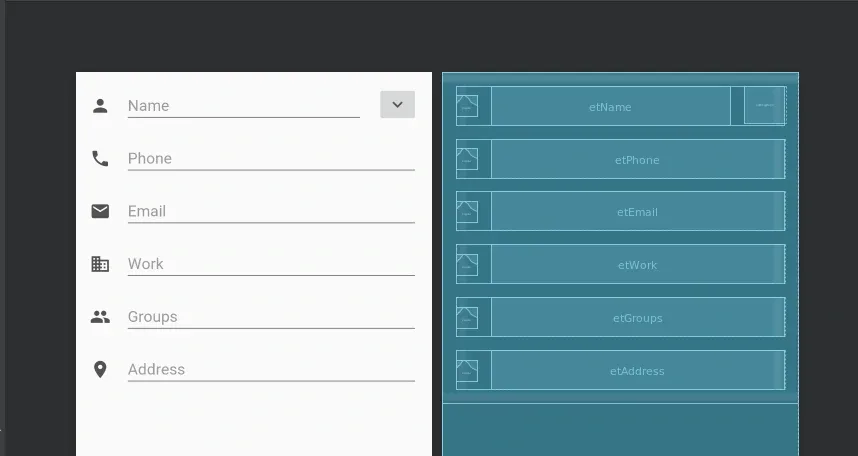 Name
Phone
Email
Work
Groups
Address
etName
etPhone
etEmail
etWork
etGroups
etAddress